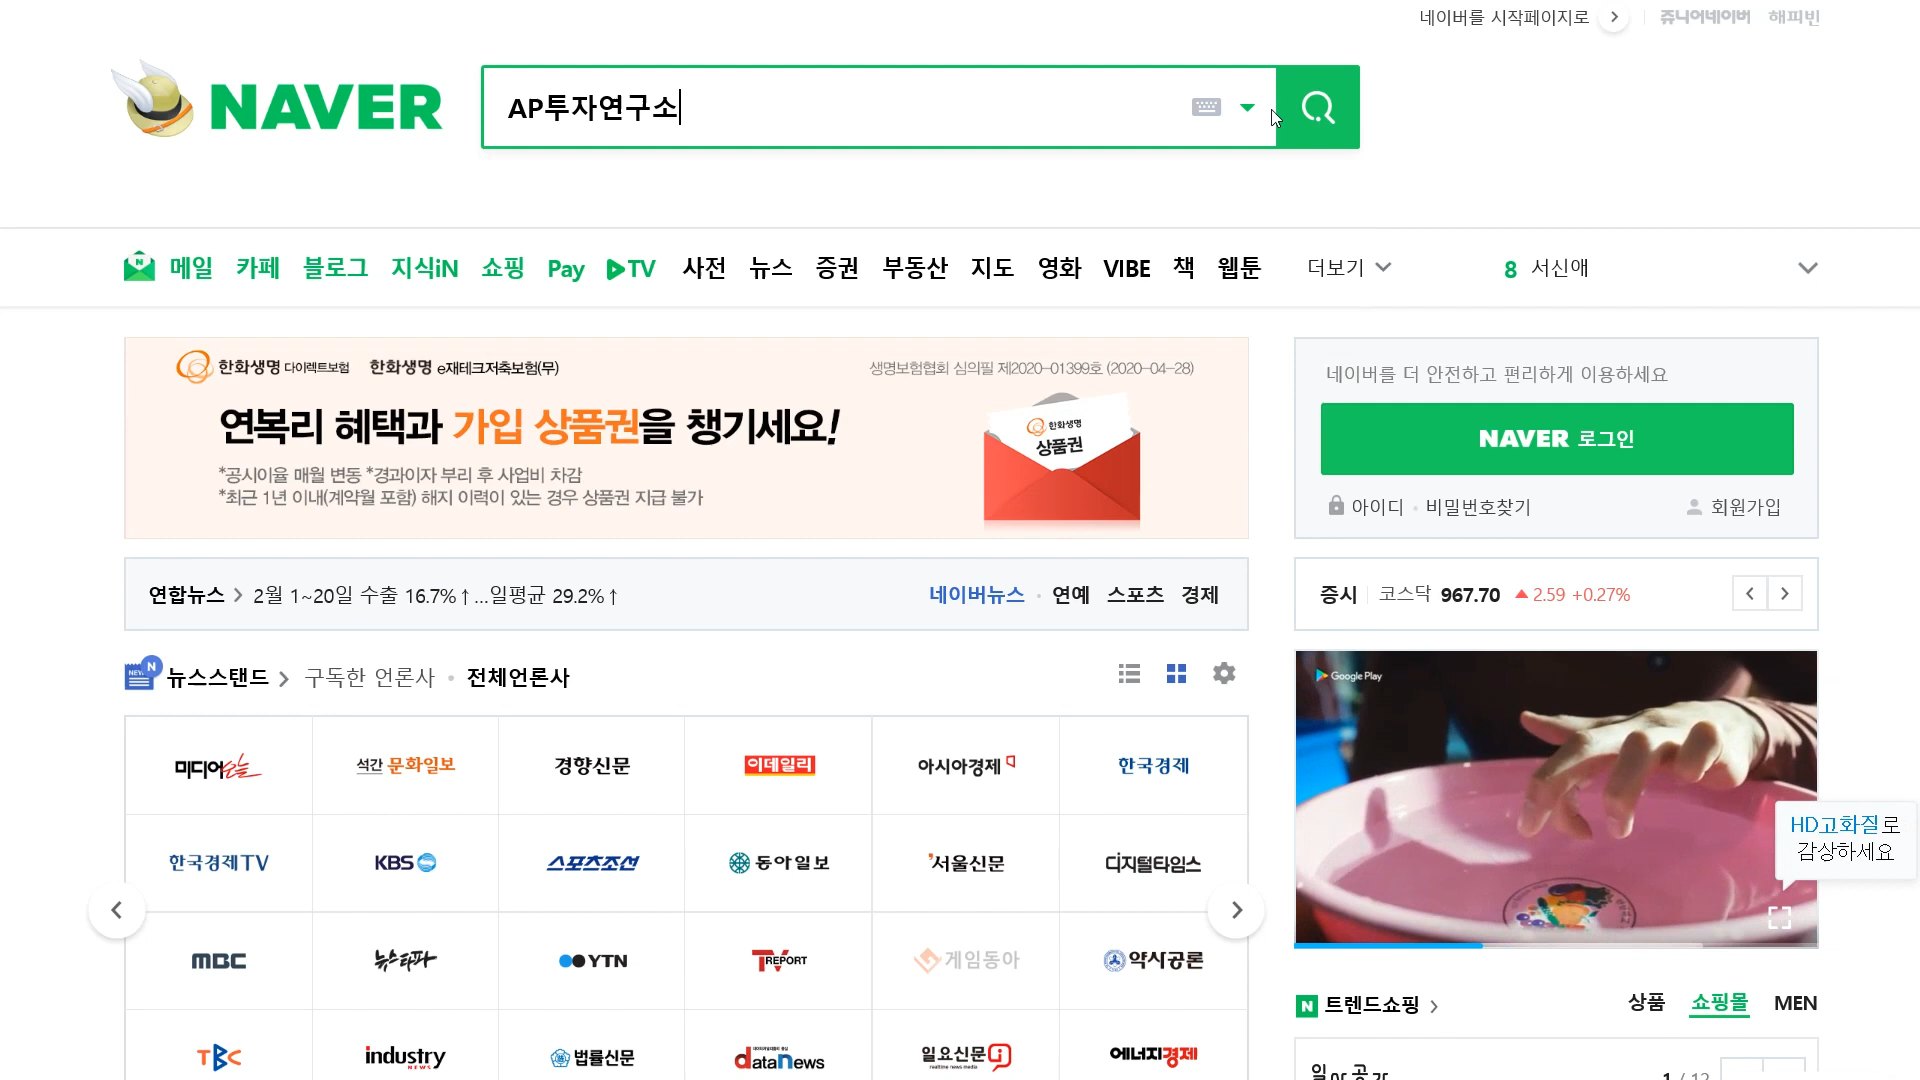 네이버를 시작페이지로
쥬니어네이버 해피빈
NAVER
AP투자연구소
메일 카페 블로그 지식iN 쇼핑 Pay TV 사전 뉴스 증권 부동산 지도 영화 VIBE 책 웹툰 더보기
8 서신애
한화생명 다이렉트보험 한화생명 e재테크저축보험(무)
생명보험협회 심의필 제2020-01399호 (2020-04-28)
연복리 혜택과 가입 상품권을 챙기세요!
*공시이율 매월 변동 *경과이자 부리 후 사업비 차감
*최근 1년 이내(계약월 포함) 해지 이력이 있는 경우 상품권 지급 불가
한화생명
상품권
네이버를 더 안전하고 편리하게 이용하세요
NAVER 로그인
아이디 · 비밀번호찾기
회원가입
연합뉴스 > 2월 1~20일 수출 16.7%↑...일평균 29.2%↑
네이버뉴스 · 연예 스포츠 경제
증시 코스닥 967.70 ▲2.59 +0.27%
뉴스스탠드 > 구독한 언론사 · 전체언론사
미디어오늘 석간 문화일보 경향신문 이데일리 아시아경제 한국경제
한국경제TV KBS 스포츠조선 동아일보 서울신문 디지털타임스
MBC 뉴스타파 YTN TVREPORT 게임동아 약사공론
TBC industry NEWS 법률신문 dataNews 일요신문 에너지경제
Google Play
HD고화질로
감상하세요
트렌드쇼핑 >
상품 쇼핑몰 MEN
1 / 12